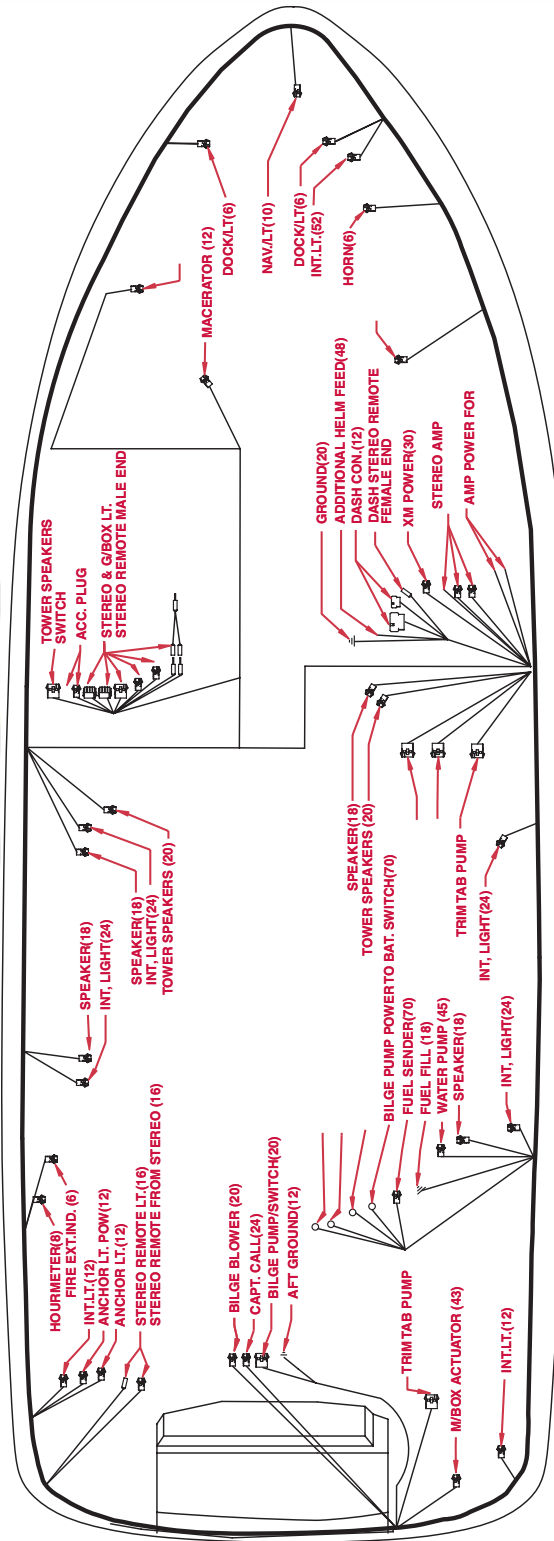 DOCK/LT(6)
MACERATOR (12)
NAV./LT(10)
DOCK/LT(6)
INT.LT.(52)
HORN(6)
TOWER SPEAKERS
SWITCH
ACC. PLUG
STEREO & G/BOX LT.
STEREO REMOTE MALE END
GROUND(20)
ADDITIONAL HELM FEED(48)
DASH CON.(12)
DASH STEREO REMOTE
FEMALE END
XM POWER(30)
STEREO AMP
AMP POWER FOR
SPEAKER(18)
INT, LIGHT(24)
TOWER SPEAKERS (20)
SPEAKER(18)
TOWER SPEAKERS (20)
TRIM TAB PUMP
INT, LIGHT(24)
SPEAKER(18)
INT, LIGHT(24)
BILGE PUMP POWER TO BAT. SWITCH(70)
FUEL SENDER(70)
FUEL FILL (18)
WATER PUMP (45)
SPEAKER(18)
INT, LIGHT(24)
HOURMETER(8)
FIRE EXT.IND. (6)
INT.LT.(12)
ANCHOR LT. POW(12)
ANCHOR LT.(12)
STEREO REMOTE LT.(16)
STEREO REMOTE FROM STEREO (16)
BILGE BLOWER (20)
CAPT. CALL(24)
BILGE PUMP/SWITCH(20)
AFT GROUND(12)
TRIM TAB PUMP
M/BOX ACTUATOR (43)
INT.LT.(12)